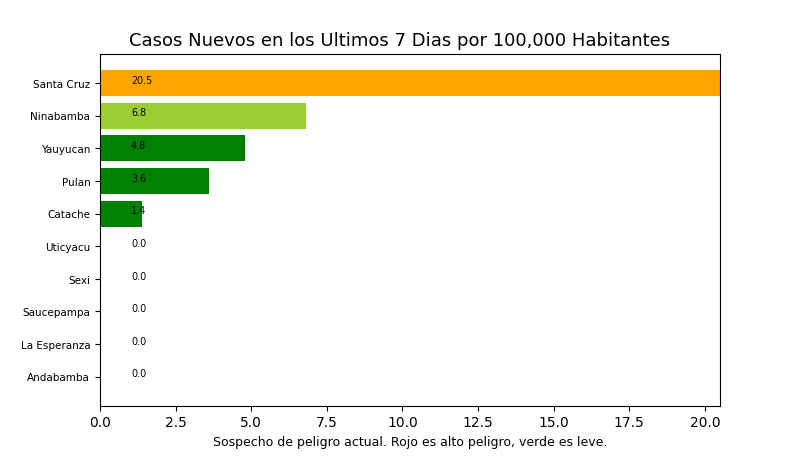 Casos Nuevos en los Ultimos 7 Dias por 100,000 Habitantes
Santa Cruz 20.5
Ninabamba 6.8
Yauyucan 4.8
Pulan 3.6
Catache 1.4
Uticyacu 0.0
Sexi 0.0
Saucepampa 0.0
La Esperanza 0.0
Andabamba 0.0
0.0 2.5 5.0 7.5 10.0 12.5 15.0 17.5 20.0
Sospecho de peligro actual. Rojo es alto peligro, verde es leve.